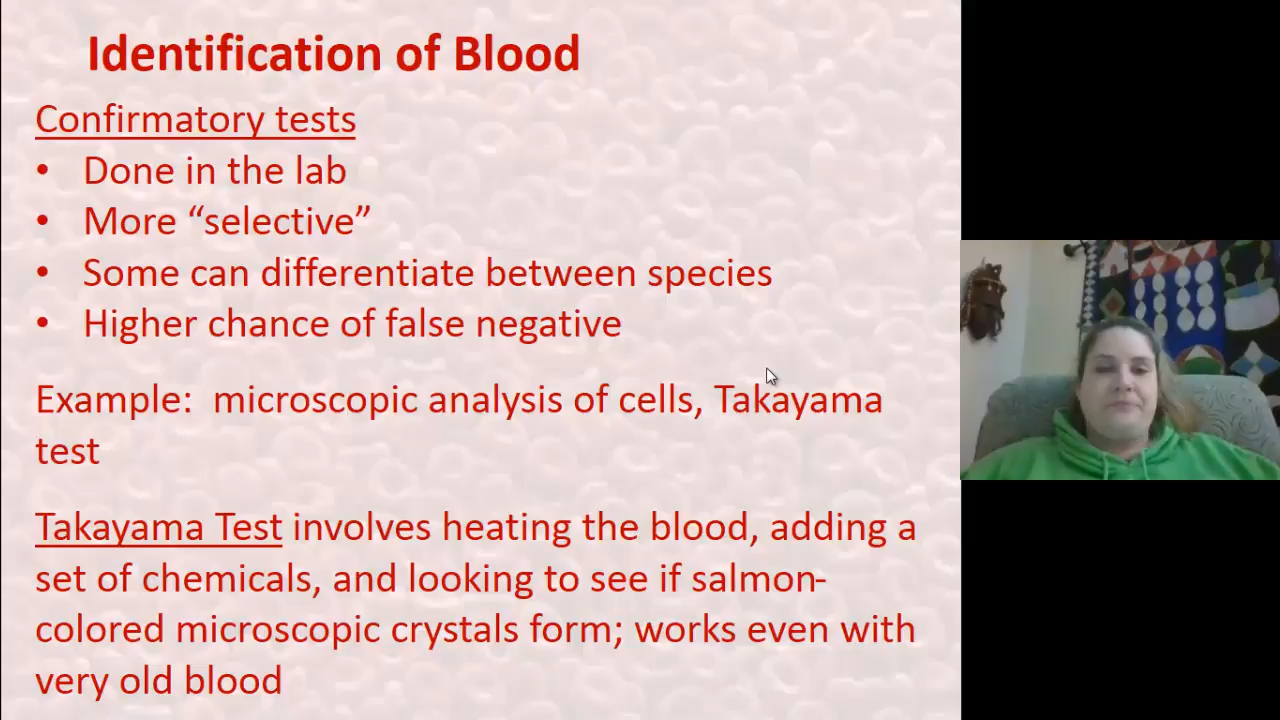 Identification of Blood
Confirmatory tests
• Done in the lab
• More “selective”
• Some can differentiate between species
• Higher chance of false negative
Example:  microscopic analysis of cells, Takayama
test
Takayama Test involves heating the blood, adding a
set of chemicals, and looking to see if salmon-
colored microscopic crystals form; works even with
very old blood